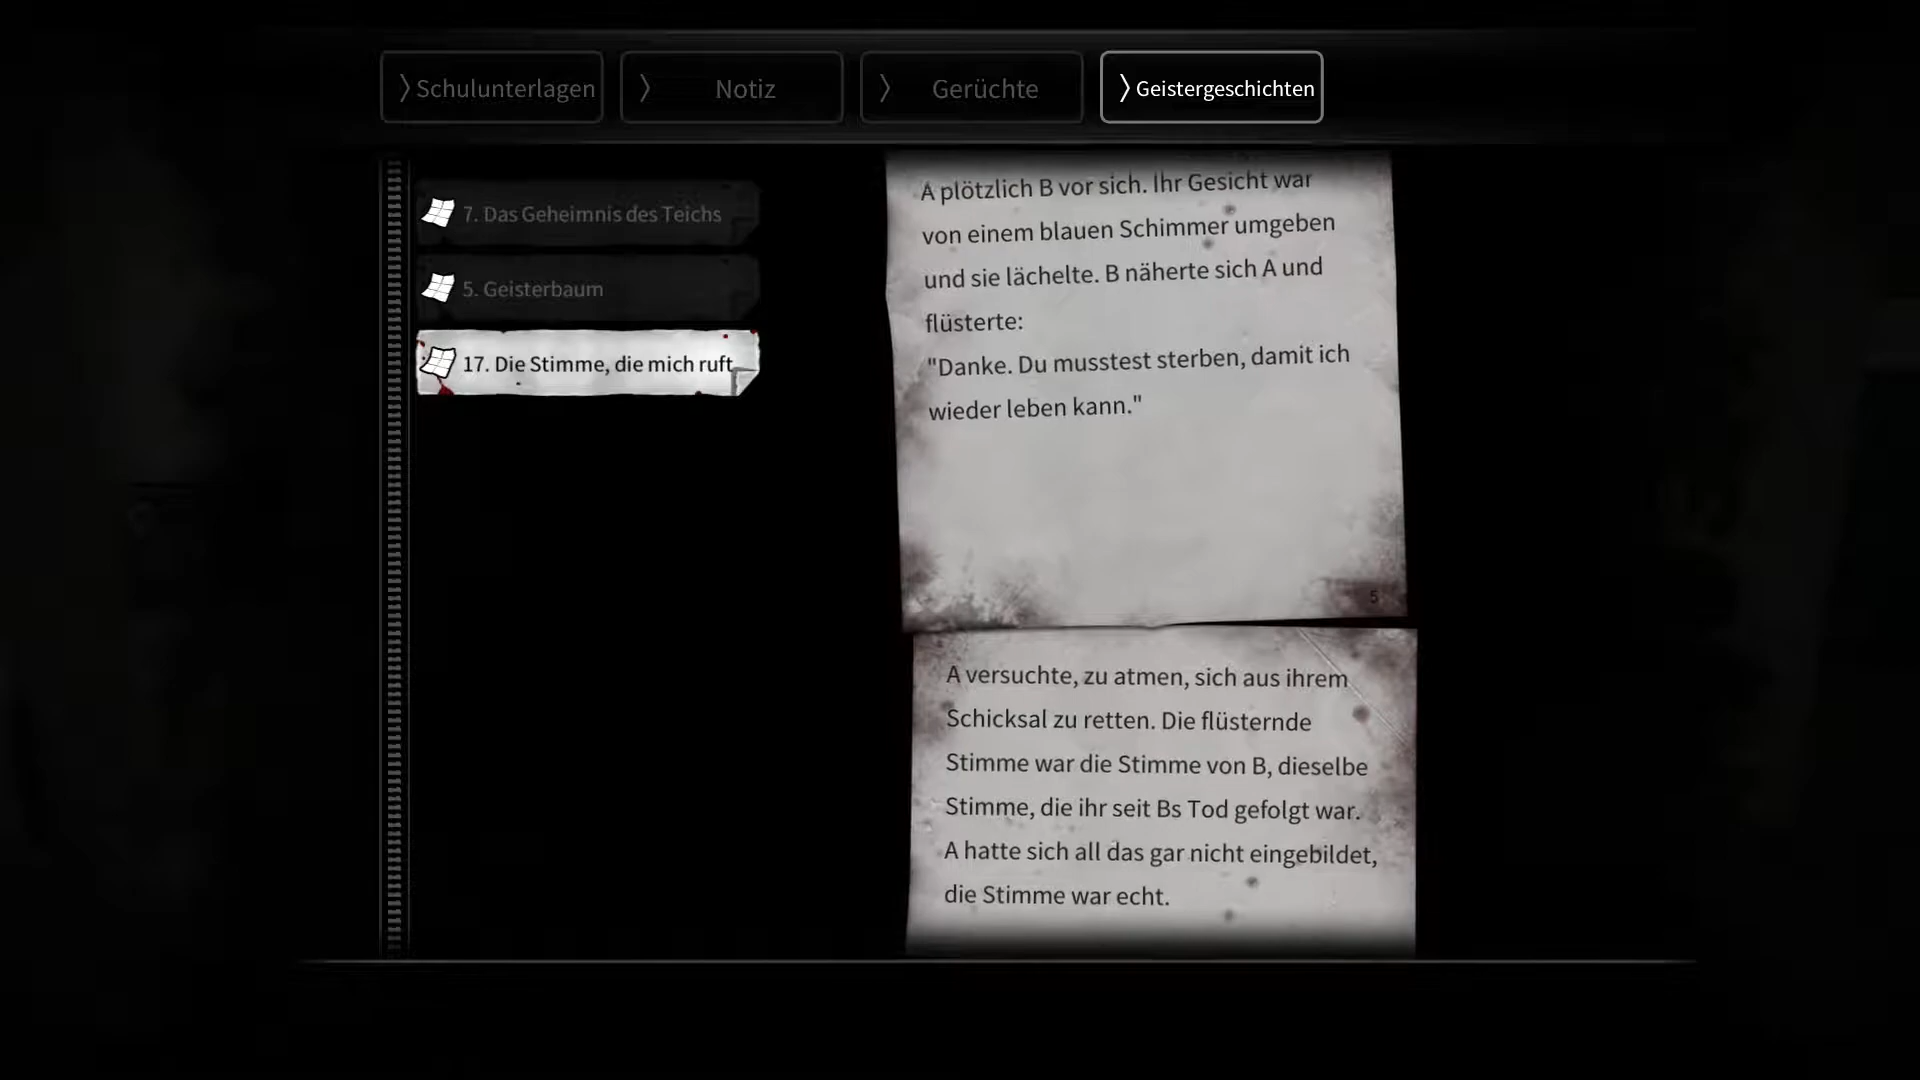 Schulunterlagen
Notiz
Gerüchte
Geistergeschichten
7. Das Geheimnis des Teichs
5. Geisterbaum
17. Die Stimme, die mich ruft
A plötzlich B vor sich. Ihr Gesicht war
von einem blauen Schimmer umgeben
und sie lächelte. B näherte sich A und
flüsterte:
"Danke. Du musstest sterben, damit ich
wieder leben kann."
5
A versuchte, zu atmen, sich aus ihrem
Schicksal zu retten. Die flüsternde
Stimme war die Stimme von B, dieselbe
Stimme, die ihr seit Bs Tod gefolgt war.
A hatte sich all das gar nicht eingebildet,
die Stimme war echt.